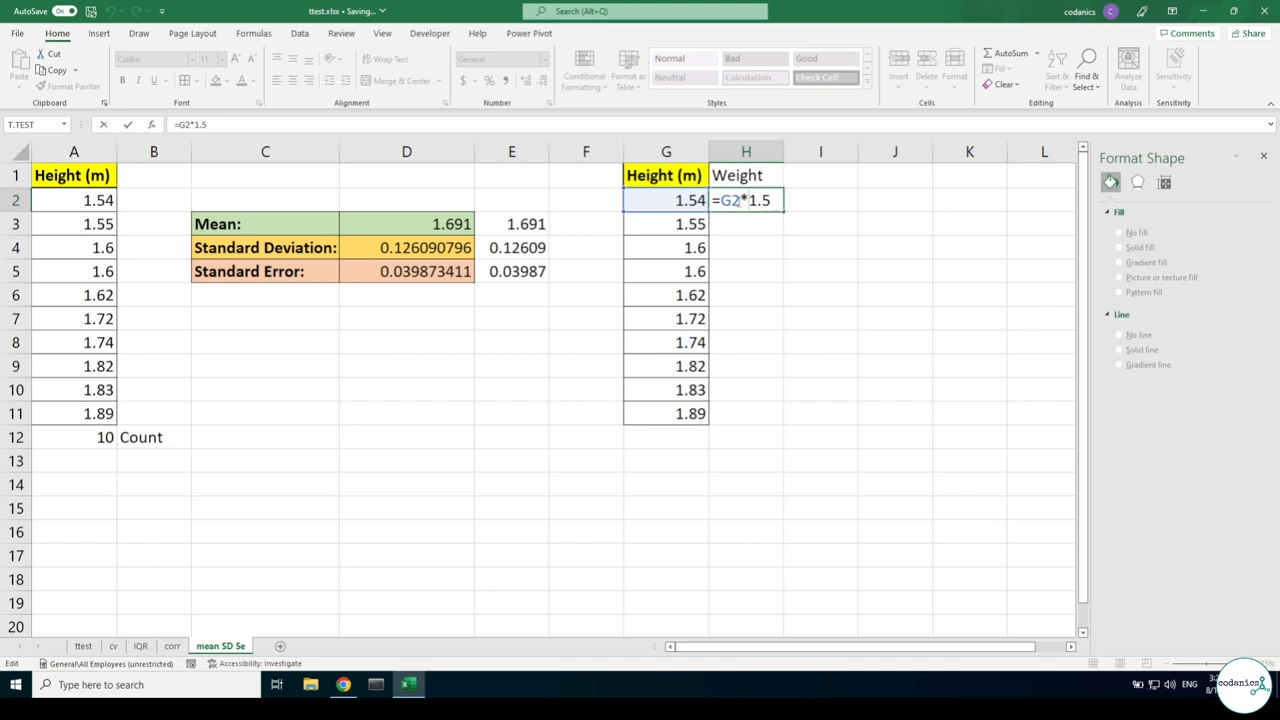 AutoSave On ttest.xlsx • Saving... Search (Alt+Q) codanics C
File Home Insert Draw Page Layout Formulas Data Review View Developer Help Power Pivot Comments Share
Paste Cut Copy Format Painter Clipboard
Calibri B I U Font
Wrap Text Merge & Center Alignment
General $ % Number
Conditional Formatting Format as Table Normal Bad Good Neutral Calculation Check Cell Styles
Insert Delete Format Cells
AutoSum Fill Clear Sort & Filter Find & Select Editing
Analyze Data Analysis
Sensitivity Sensitivity
T.TEST fx =G2*1.5
A B C D E F G H I J K L
1 Height (m) Height (m) Weight
2 1.54 1.54 =G2*1.5
3 1.55 Mean: 1.691 1.691 1.55
4 1.6 Standard Deviation: 0.126090796 0.12609 1.6
5 1.6 Standard Error: 0.039873411 0.03987 1.6
6 1.62 1.62
7 1.72 1.72
8 1.74 1.74
9 1.82 1.82
10 1.83 1.83
11 1.89 1.89
12 10 Count
13
14
15
16
17
18
19
20
Format Shape
Fill
No fill
Solid fill
Gradient fill
Picture or texture fill
Pattern fill
Line
No line
Solid line
Gradient line
ttest cv IQR corr mean SD Se
Edit General\All Employees (unrestricted) Accessibility: Investigate
Type here to search ENG
codanics